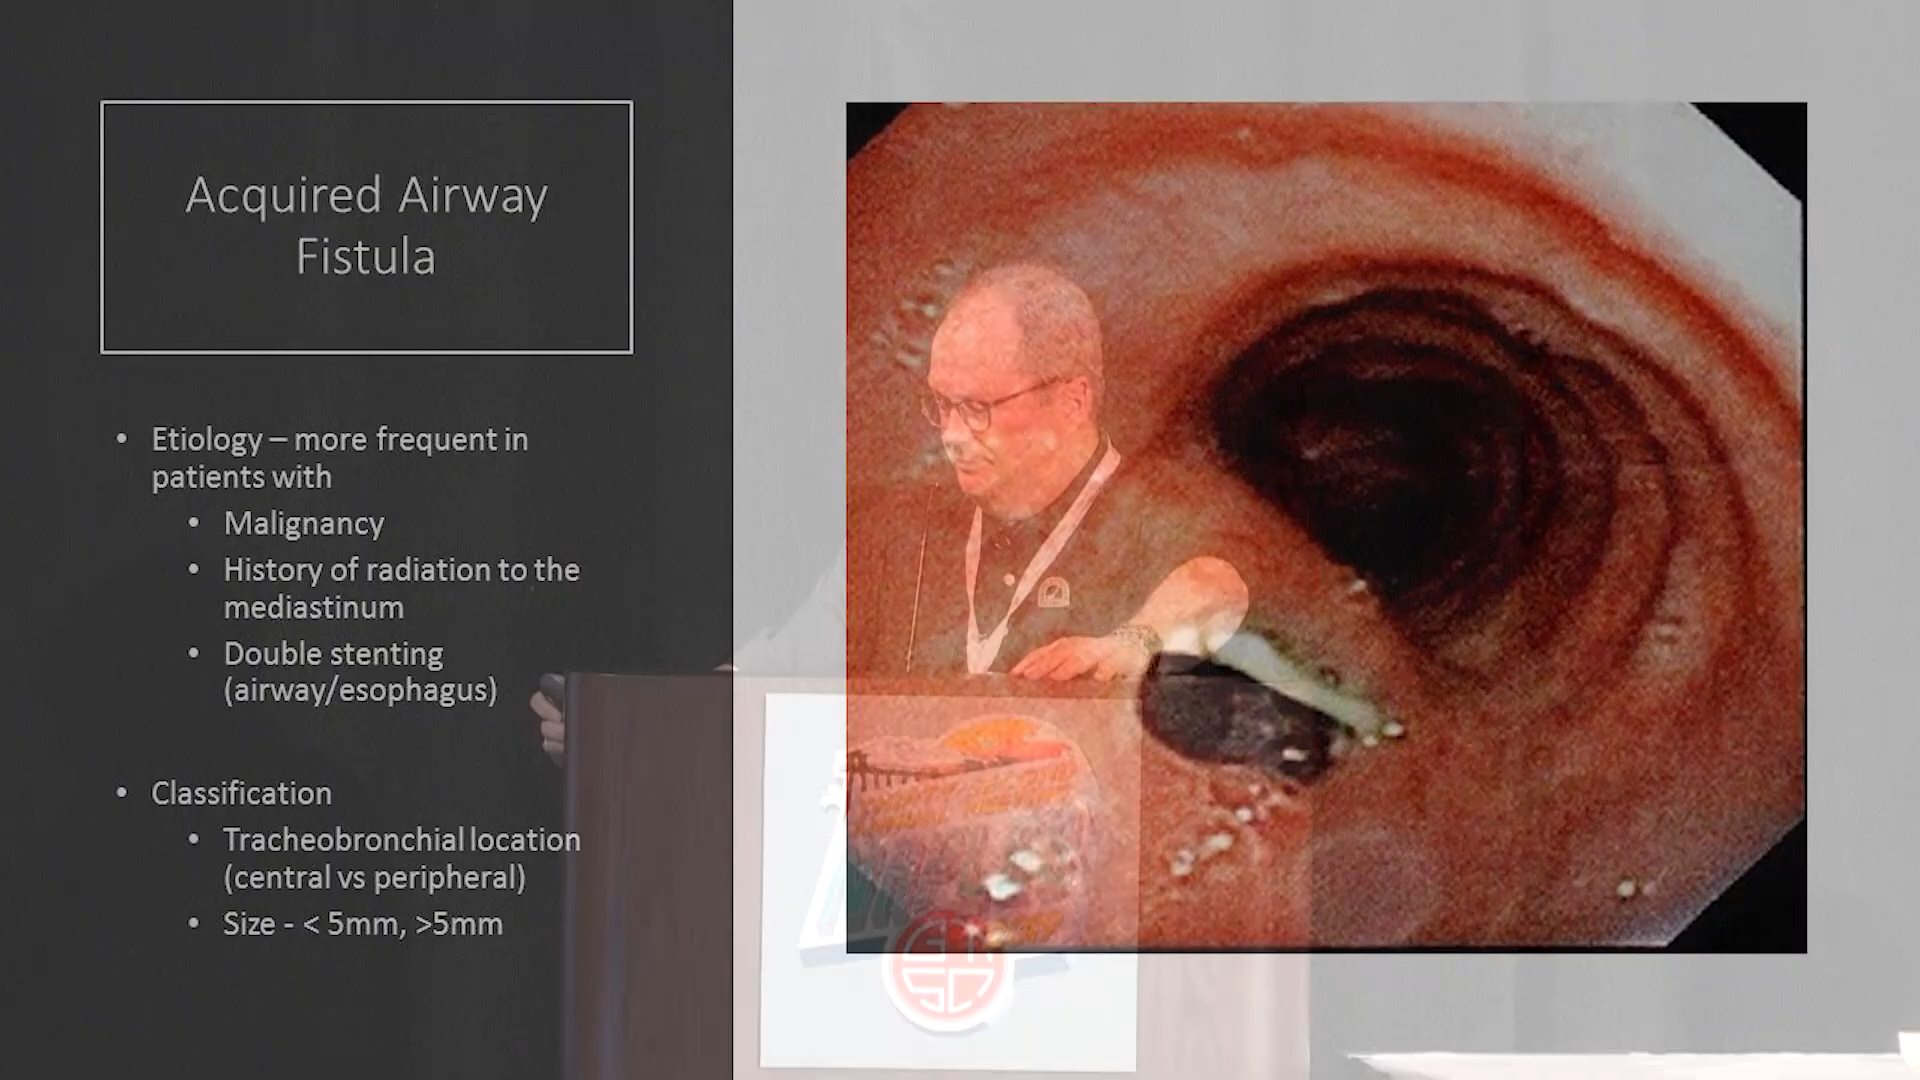 Acquired Airway
Fistula
• Etiology – more frequent in
patients with
• Malignancy
• History of radiation to the
mediastinum
• Double stenting
(airway/esophagus)
• Classification
• Tracheobronchial location
(central vs peripheral)
• Size - < 5mm, >5mm